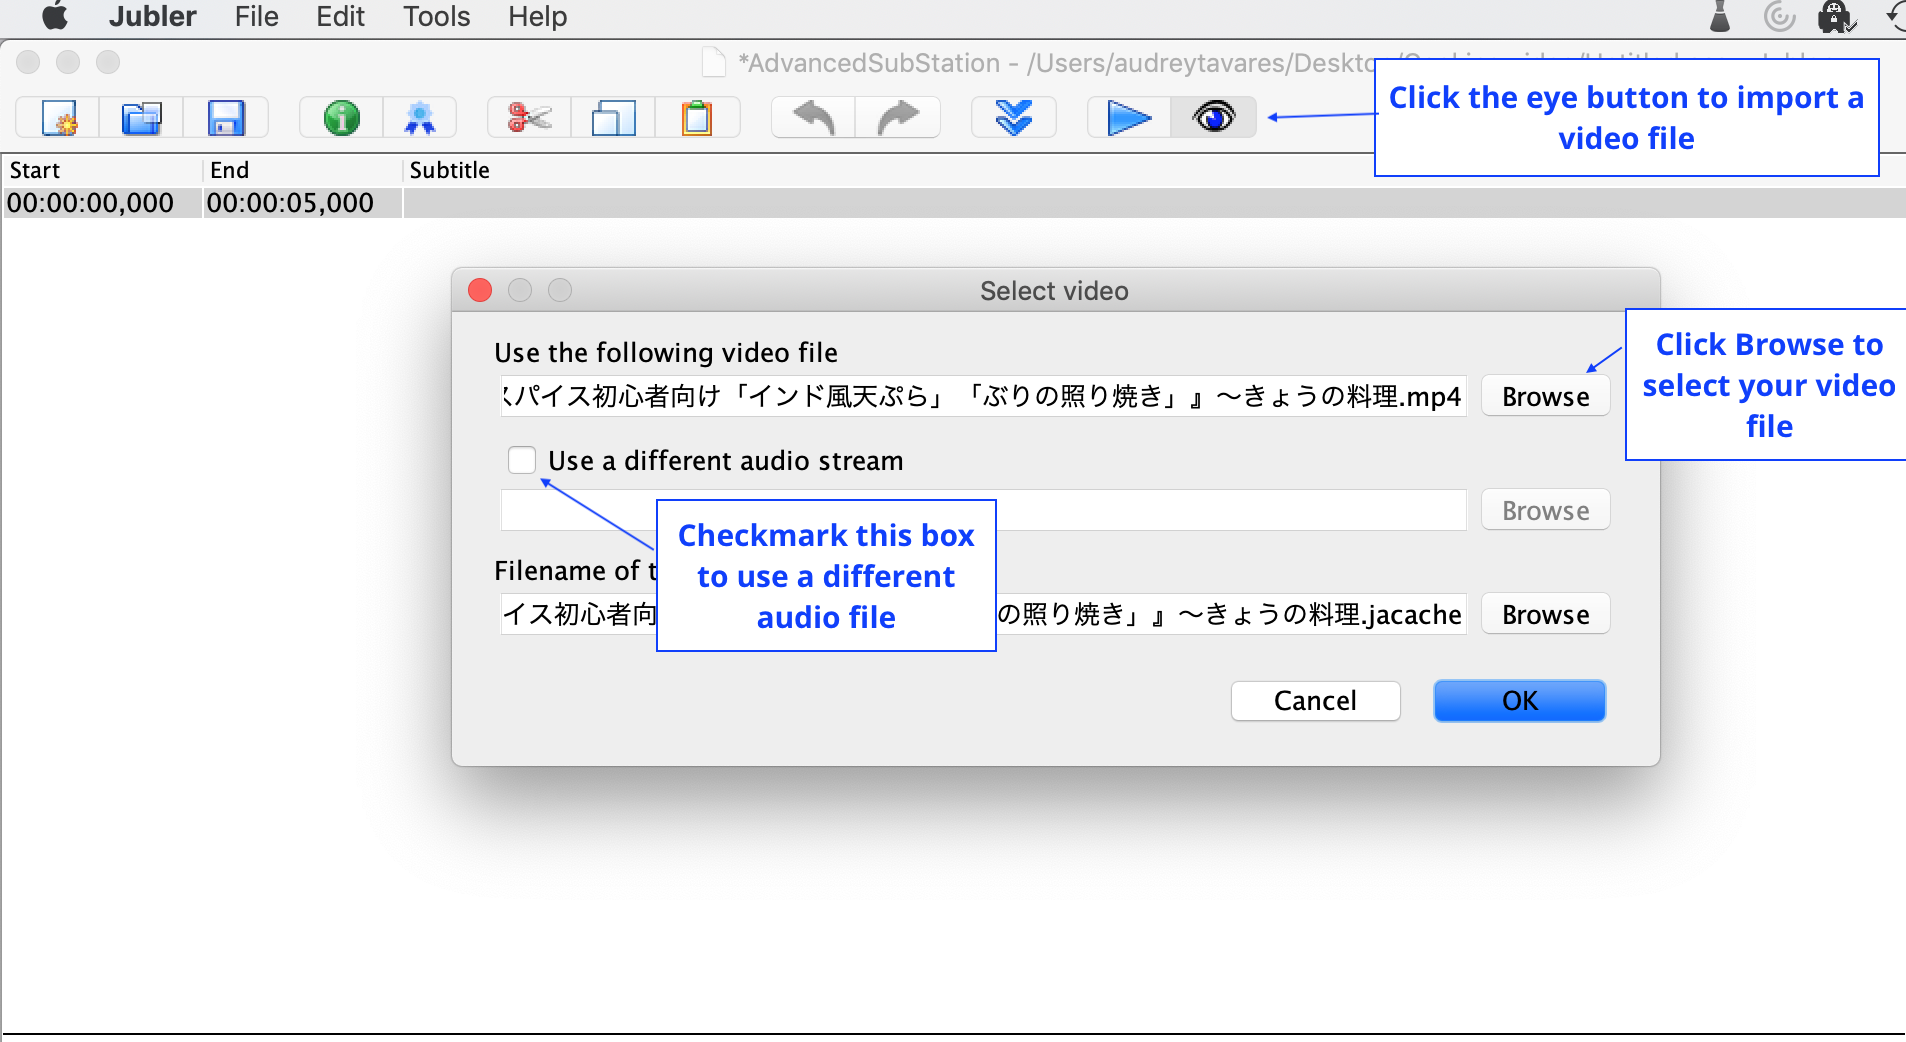 Jubler File Edit Tools Help
*AdvancedSubStation - /Users/audreytavares/Desktop
Click the eye button to import a
video file
Start End Subtitle
00:00:00,000 00:00:05,000
Select video
Use the following video file
スパイス初心者向け「インド風天ぷら」「ぶりの照り焼き」』～きょうの料理.mp4 Browse
Click Browse to
select your video
file
Use a different audio stream
Browse
Checkmark this box
to use a different
audio file
Filename of
イス初心者向 の照り焼き」』～きょうの料理.jacache Browse
Cancel OK